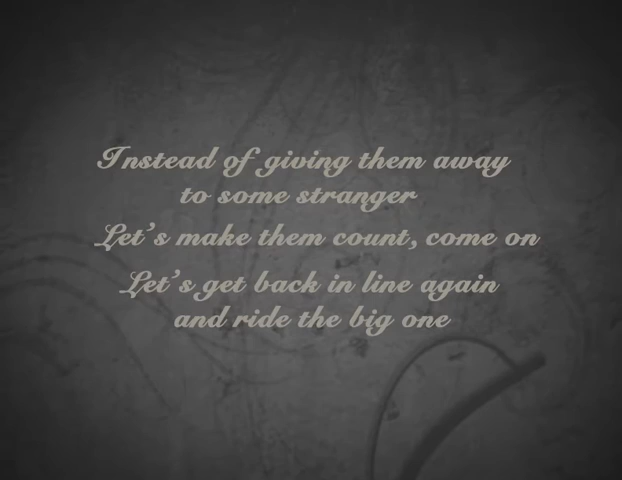 Instead of giving them away
to some stranger
Let's make them count, come on
Let's get back in line again
and ride the big one